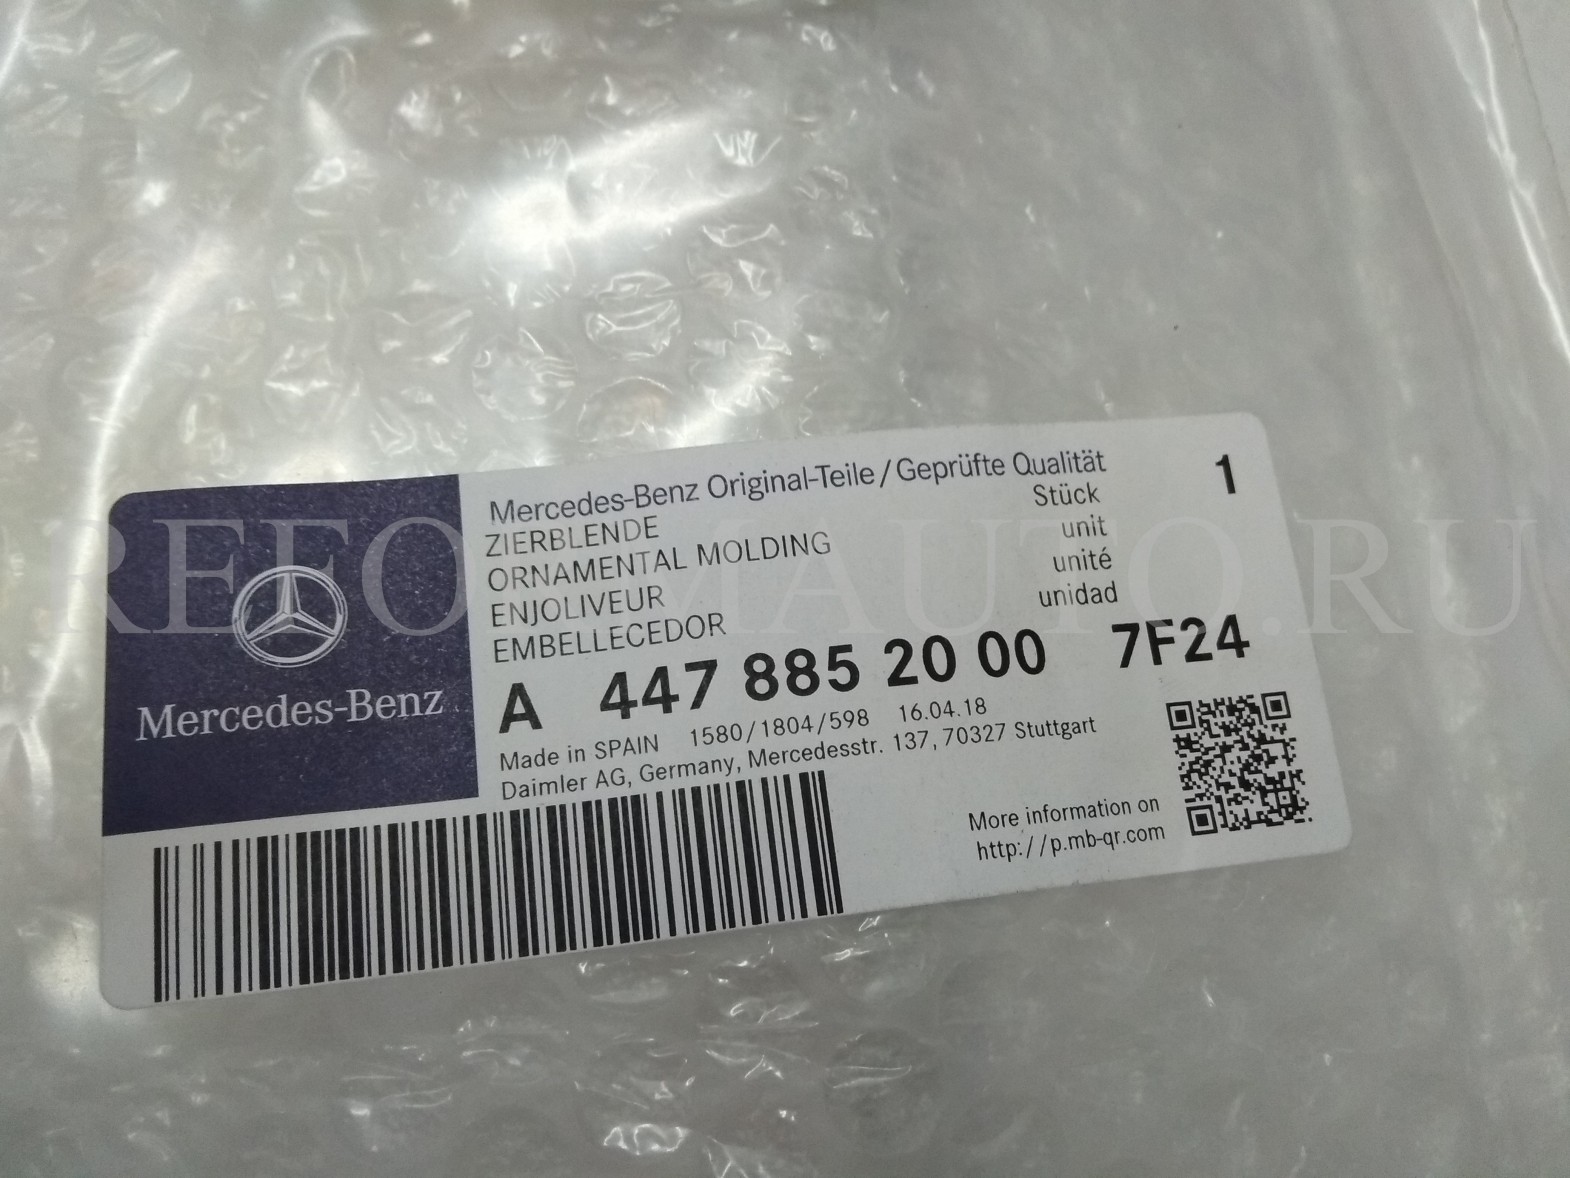 Mercedes-Benz Original-Teile / Geprüfte Qualität
ZIERBLENDE Stück 1
ORNAMENTAL MOLDING unit
ENJOLIVEUR unité
EMBELLECEDOR unidad
A 447 885 20 00 7F24
Made in SPAIN 1580/1804/598 16.04.18
Daimler AG, Germany, Mercedesstr. 137, 70327 Stuttgart
Mercedes-Benz
More information on
http://p.mb-qr.com
REFORMAUTO.RU